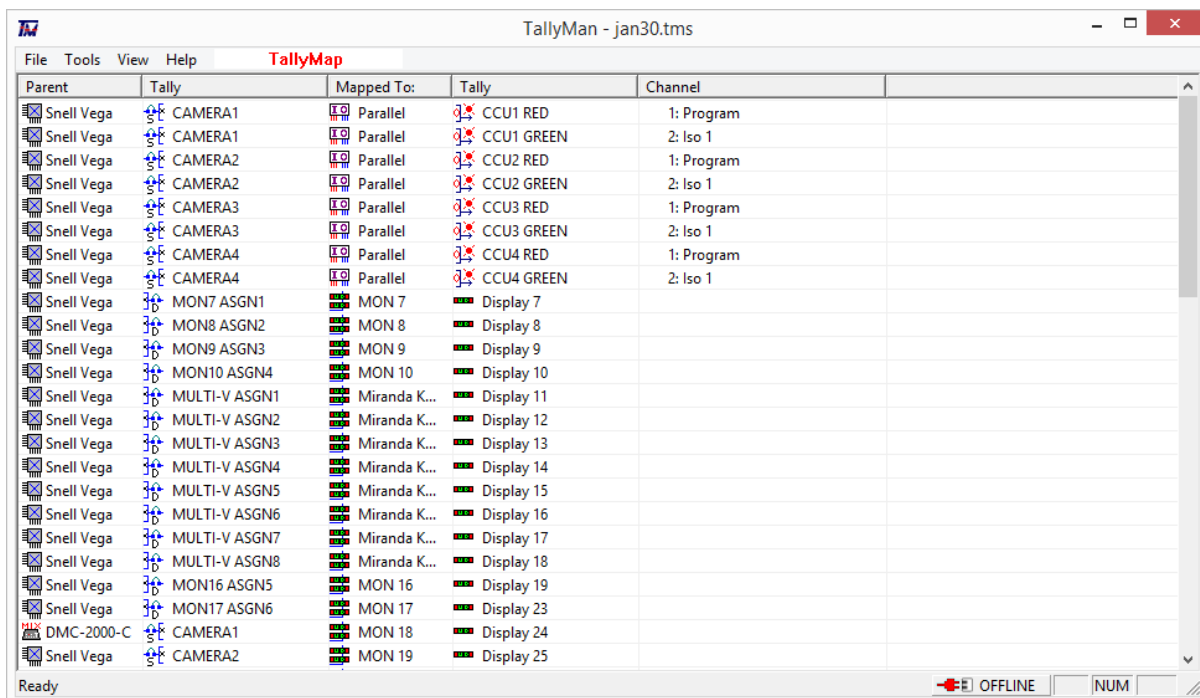 TM TallyMan - jan30.tms
File Tools View Help TallyMap
Parent Tally Mapped To: Tally Channel
Snell Vega CAMERA1 Parallel CCU1 RED 1: Program
Snell Vega CAMERA1 Parallel CCU1 GREEN 2: Iso 1
Snell Vega CAMERA2 Parallel CCU2 RED 1: Program
Snell Vega CAMERA2 Parallel CCU2 GREEN 2: Iso 1
Snell Vega CAMERA3 Parallel CCU3 RED 1: Program
Snell Vega CAMERA3 Parallel CCU3 GREEN 2: Iso 1
Snell Vega CAMERA4 Parallel CCU4 RED 1: Program
Snell Vega CAMERA4 Parallel CCU4 GREEN 2: Iso 1
Snell Vega MON7 ASGN1 MON 7 Display 7
Snell Vega MON8 ASGN2 MON 8 Display 8
Snell Vega MON9 ASGN3 MON 9 Display 9
Snell Vega MON10 ASGN4 MON 10 Display 10
Snell Vega MULTI-V ASGN1 Miranda K... Display 11
Snell Vega MULTI-V ASGN2 Miranda K... Display 12
Snell Vega MULTI-V ASGN3 Miranda K... Display 13
Snell Vega MULTI-V ASGN4 Miranda K... Display 14
Snell Vega MULTI-V ASGN5 Miranda K... Display 15
Snell Vega MULTI-V ASGN6 Miranda K... Display 16
Snell Vega MULTI-V ASGN7 Miranda K... Display 17
Snell Vega MULTI-V ASGN8 Miranda K... Display 18
Snell Vega MON16 ASGN5 MON 16 Display 19
Snell Vega MON17 ASGN6 MON 17 Display 23
MIX DMC-2000-C CAMERA1 MON 18 Display 24
Snell Vega CAMERA2 MON 19 Display 25
Ready OFFLINE NUM